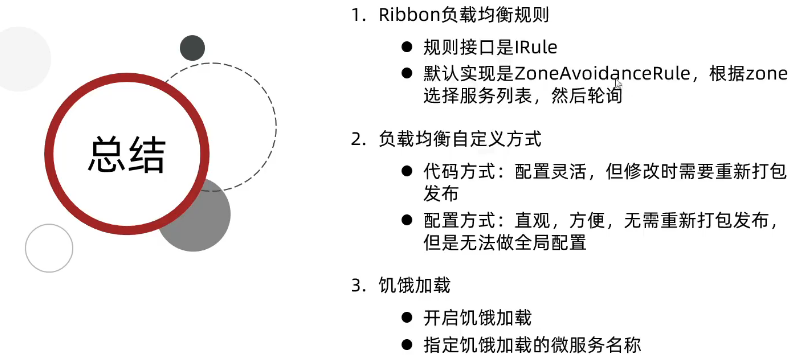 总结
1. Ribbon负载均衡规则
● 规则接口是IRule
● 默认实现是ZoneAvoidanceRule，根据zone
选择服务列表，然后轮询
2. 负载均衡自定义方式
● 代码方式：配置灵活，但修改时需要重新打包
发布
● 配置方式：直观，方便，无需重新打包发布，
但是无法做全局配置
3. 饥饿加载
● 开启饥饿加载
● 指定饥饿加载的微服务名称